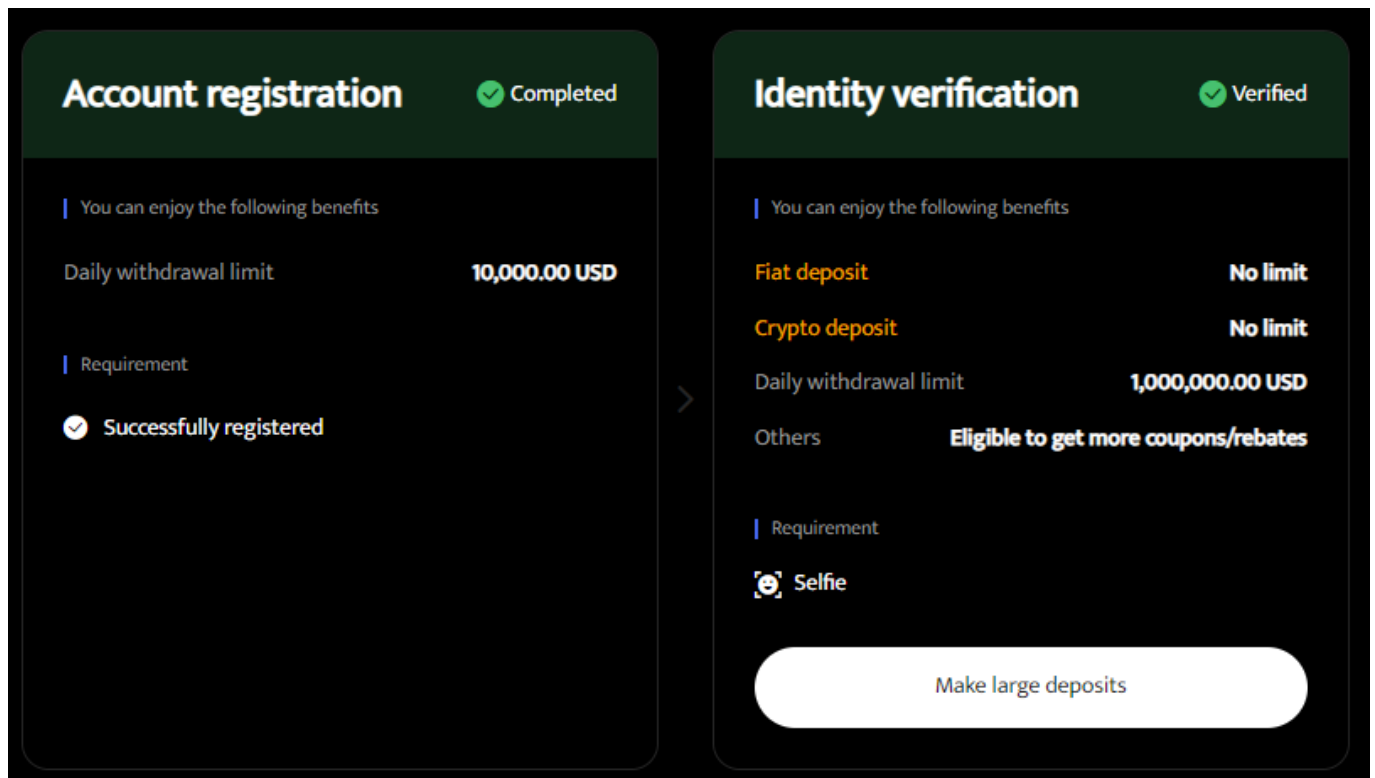 Account registration
Completed
You can enjoy the following benefits
Daily withdrawal limit 10,000.00 USD
Requirement
Successfully registered
Identity verification
Verified
You can enjoy the following benefits
Fiat deposit No limit
Crypto deposit No limit
Daily withdrawal limit 1,000,000.00 USD
Others Eligible to get more coupons/rebates
Requirement
Selfie
Make large deposits